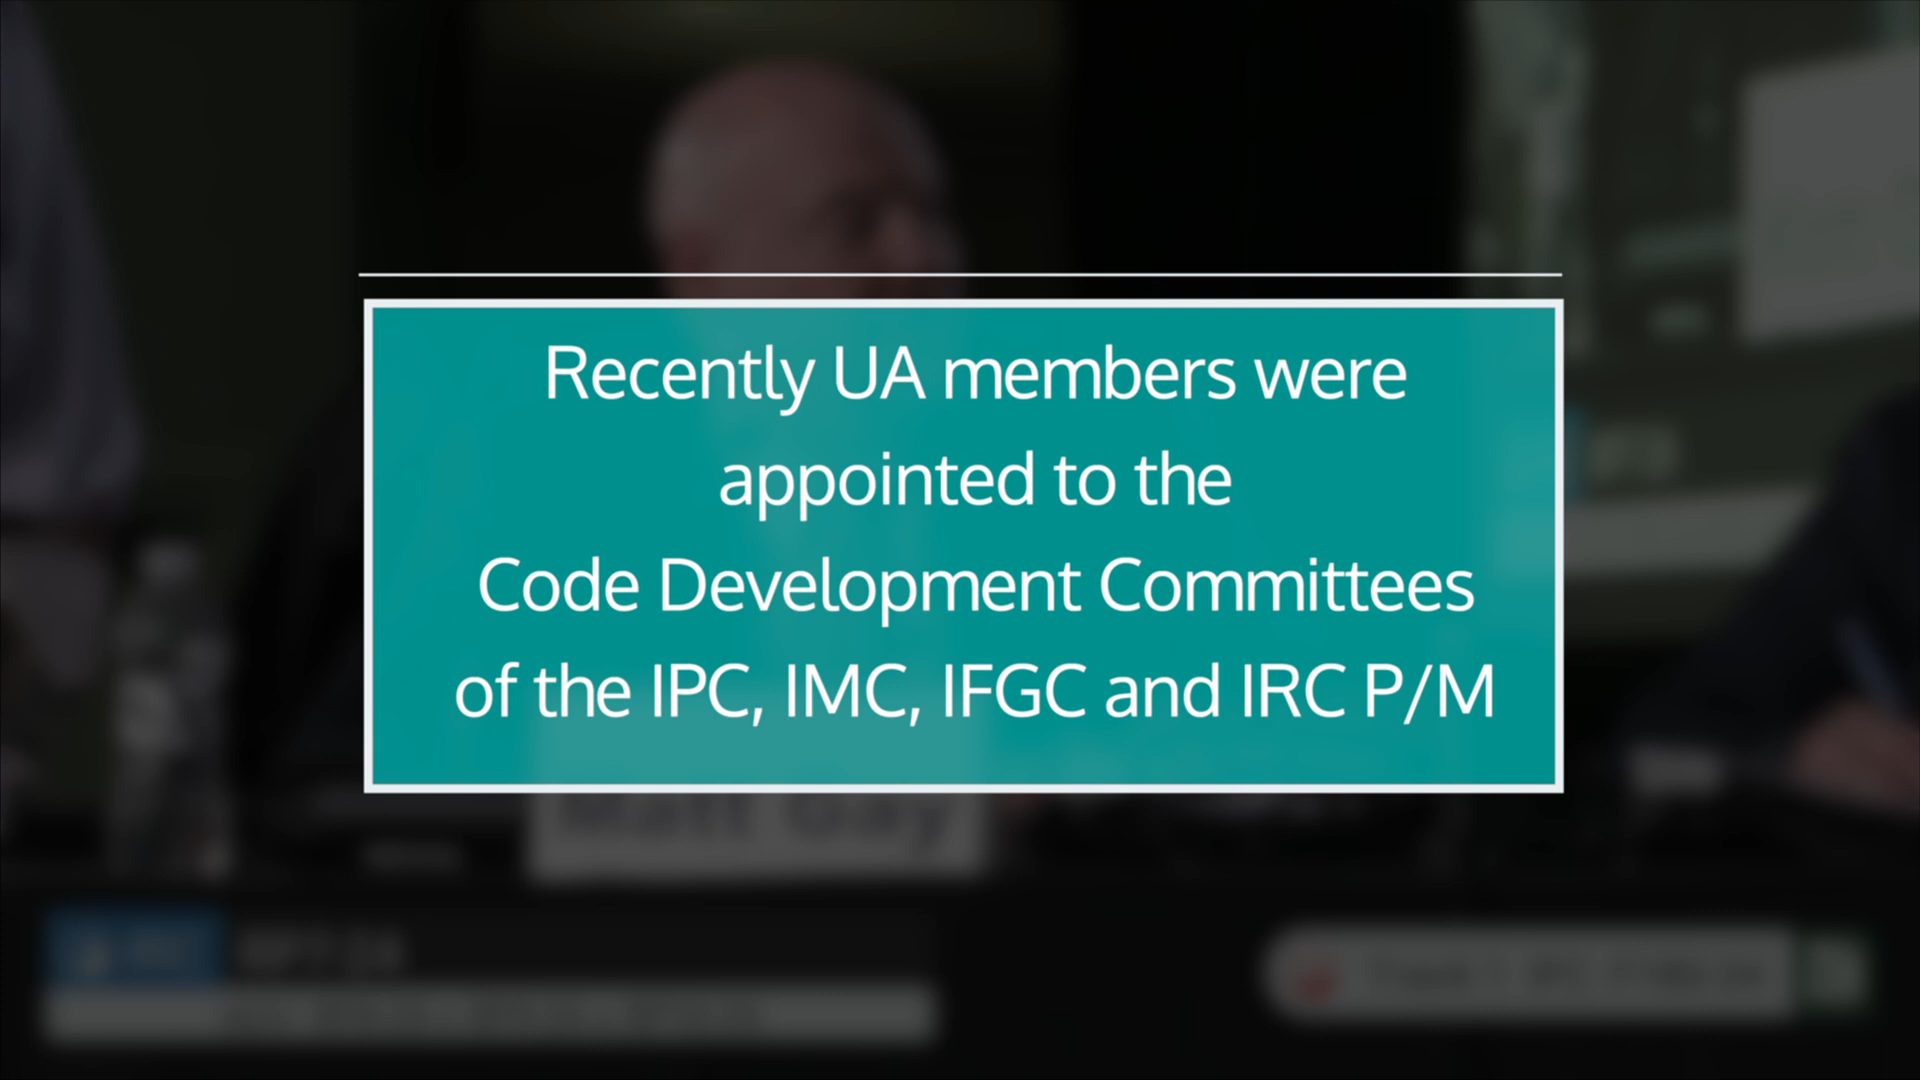 Recently UA members were
appointed to the
Code Development Committees
of the IPC, IMC, IFGC and IRC P/M